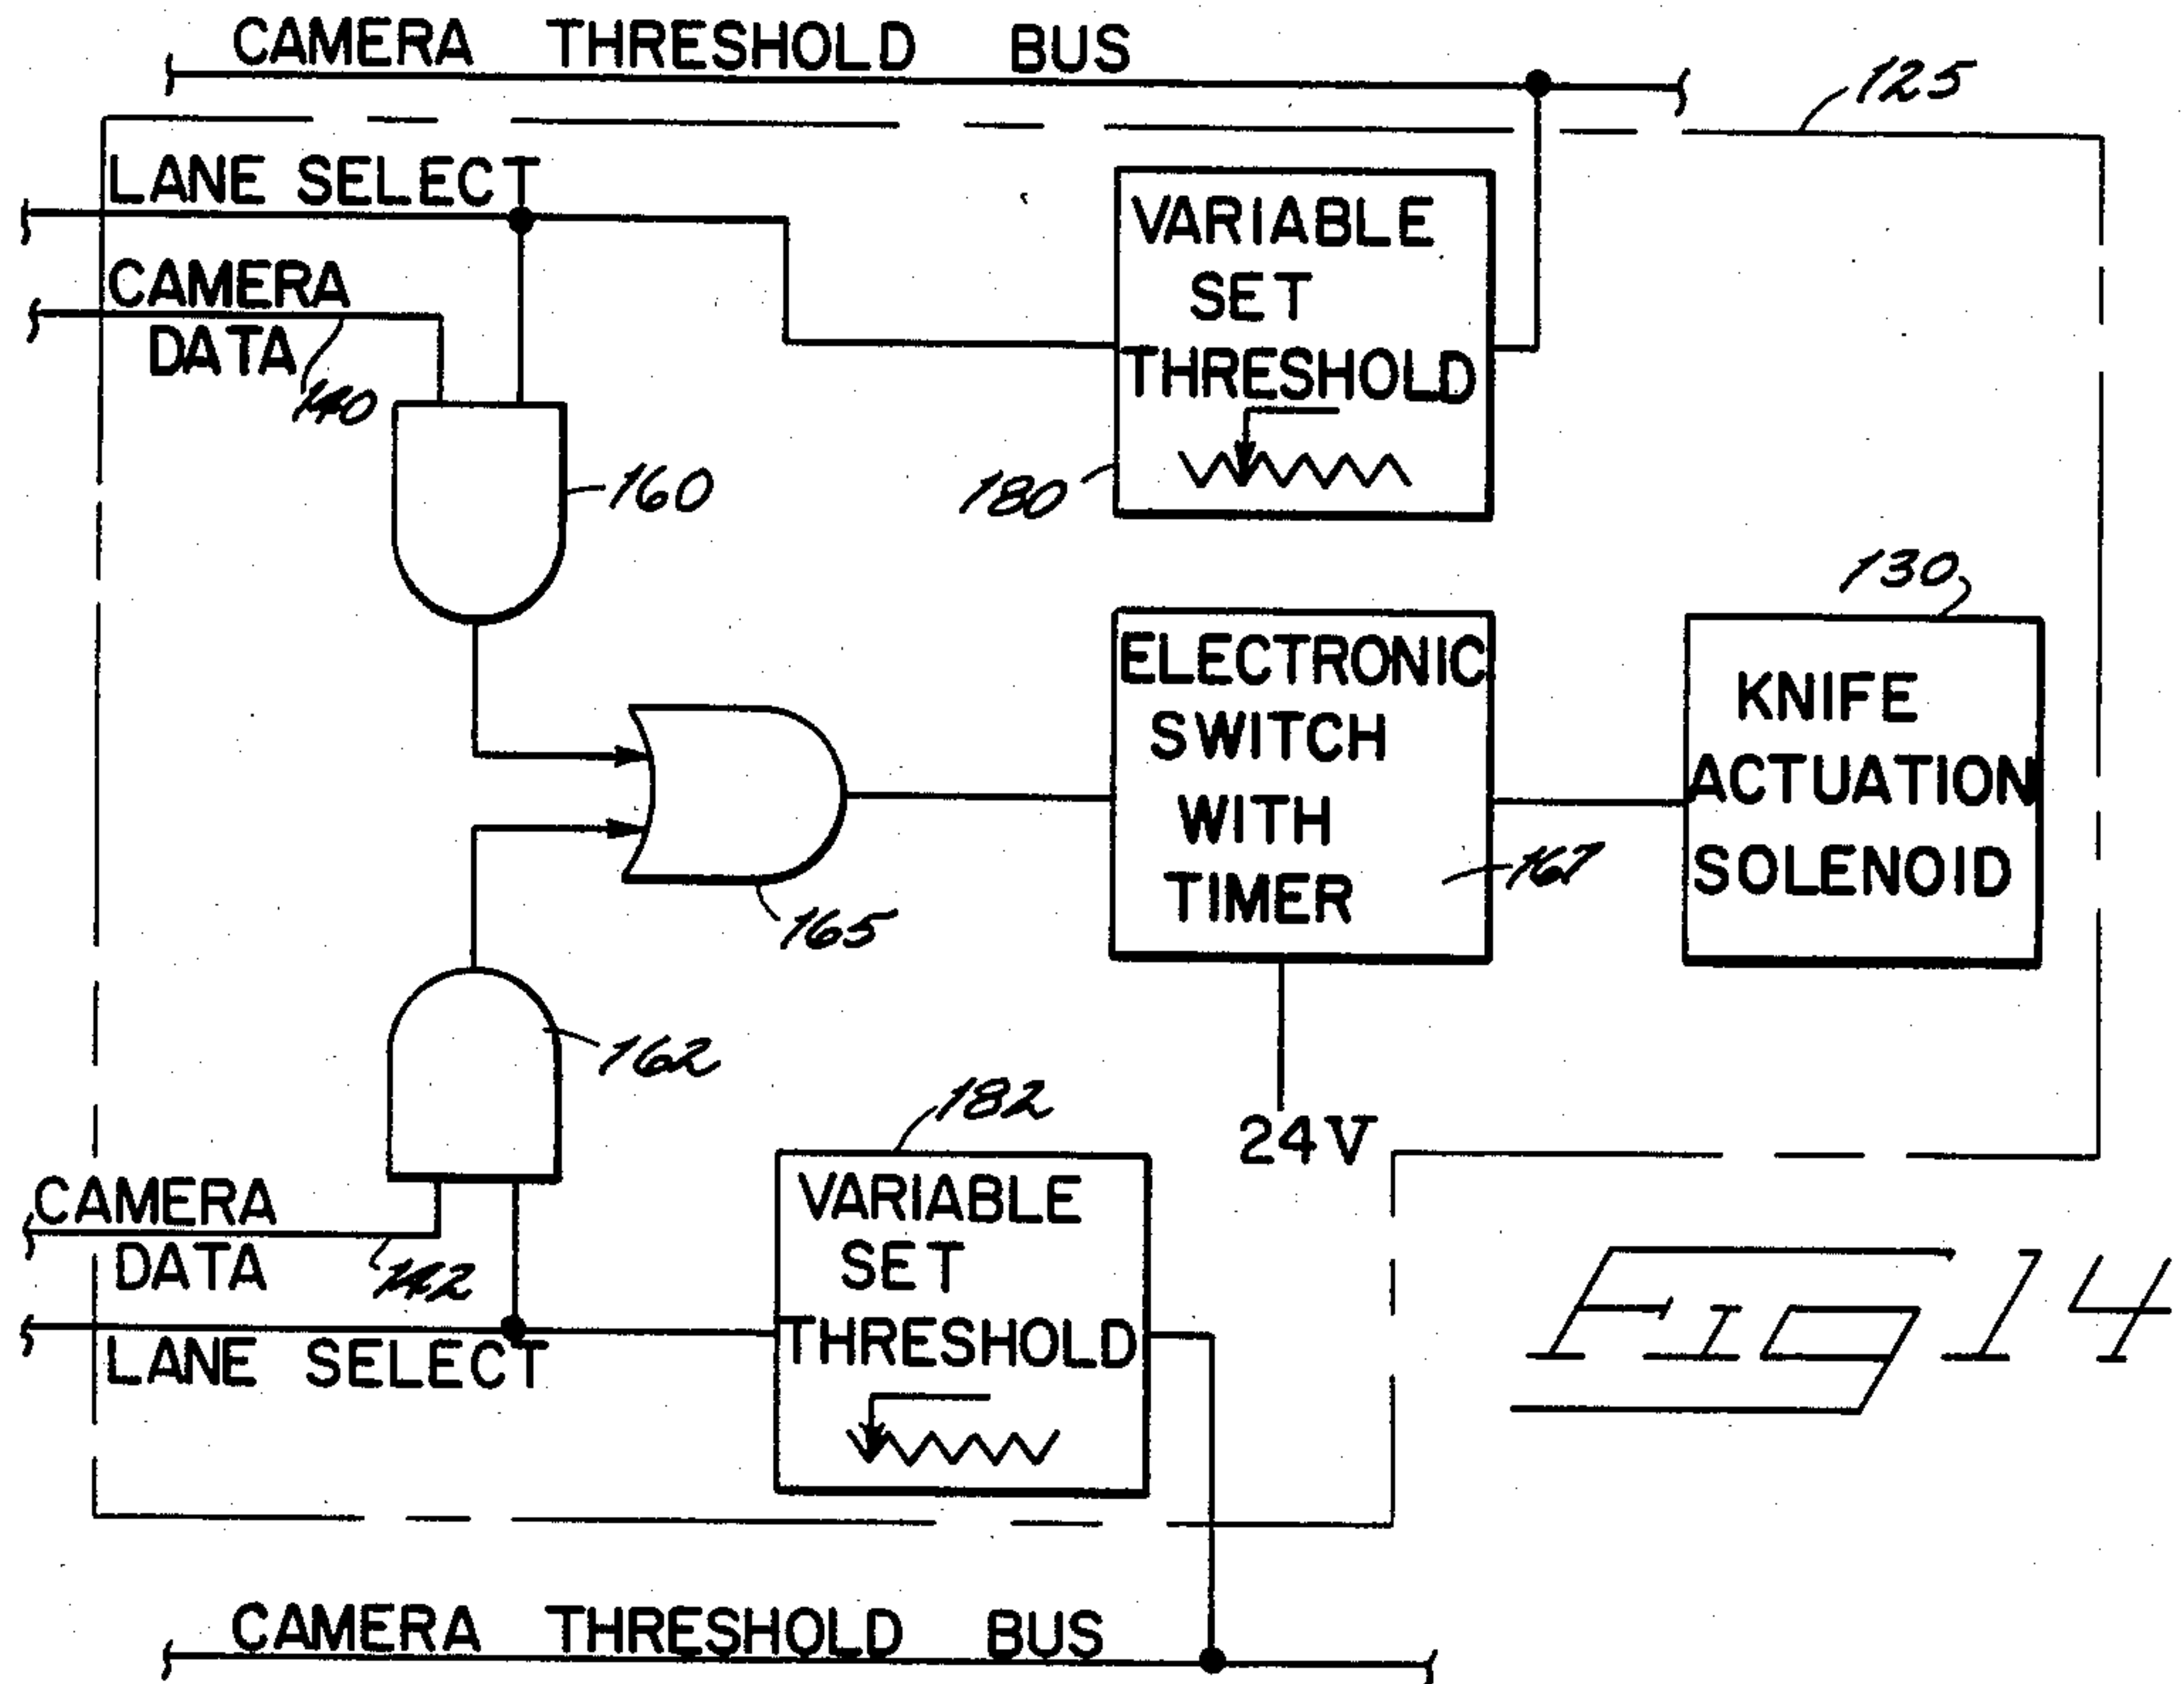 CAMERA THRESHOLD BUS
125
LANE SELECT
CAMERA
DATA
140
VARIABLE
SET
THRESHOLD
180
160
130
ELECTRONIC
SWITCH
WITH
TIMER
167
KNIFE
ACTUATION
SOLENOID
165
162
24V
182
CAMERA
DATA
142
LANE SELECT
VARIABLE
SET
THRESHOLD
FIG 14
CAMERA THRESHOLD BUS